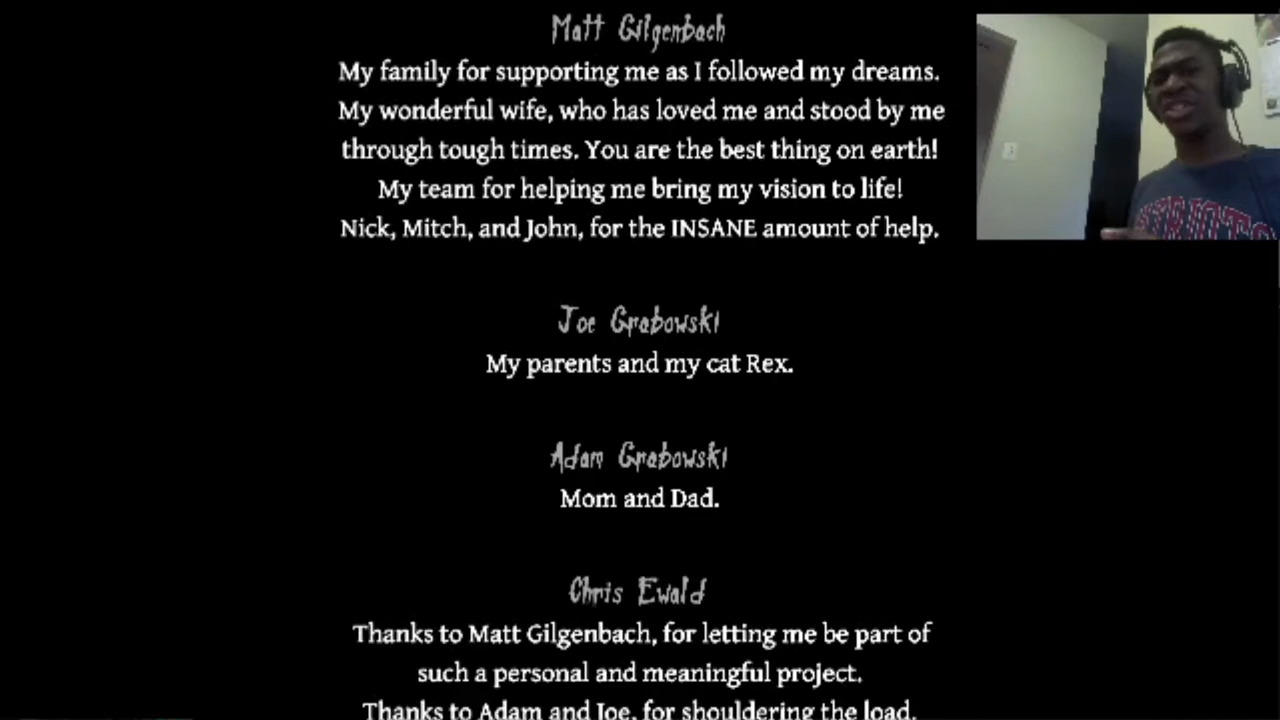 Matt Gilgenbach
My family for supporting me as I followed my dreams.
My wonderful wife, who has loved me and stood by me
through tough times. You are the best thing on earth!
My team for helping me bring my vision to life!
Nick, Mitch, and John, for the INSANE amount of help.
Joe Grabowski
My parents and my cat Rex.
Adam Grabowski
Mom and Dad.
Chris Ewald
Thanks to Matt Gilgenbach, for letting me be part of
such a personal and meaningful project.
Thanks to Adam and Joe, for shouldering the load.
PATRIOTS